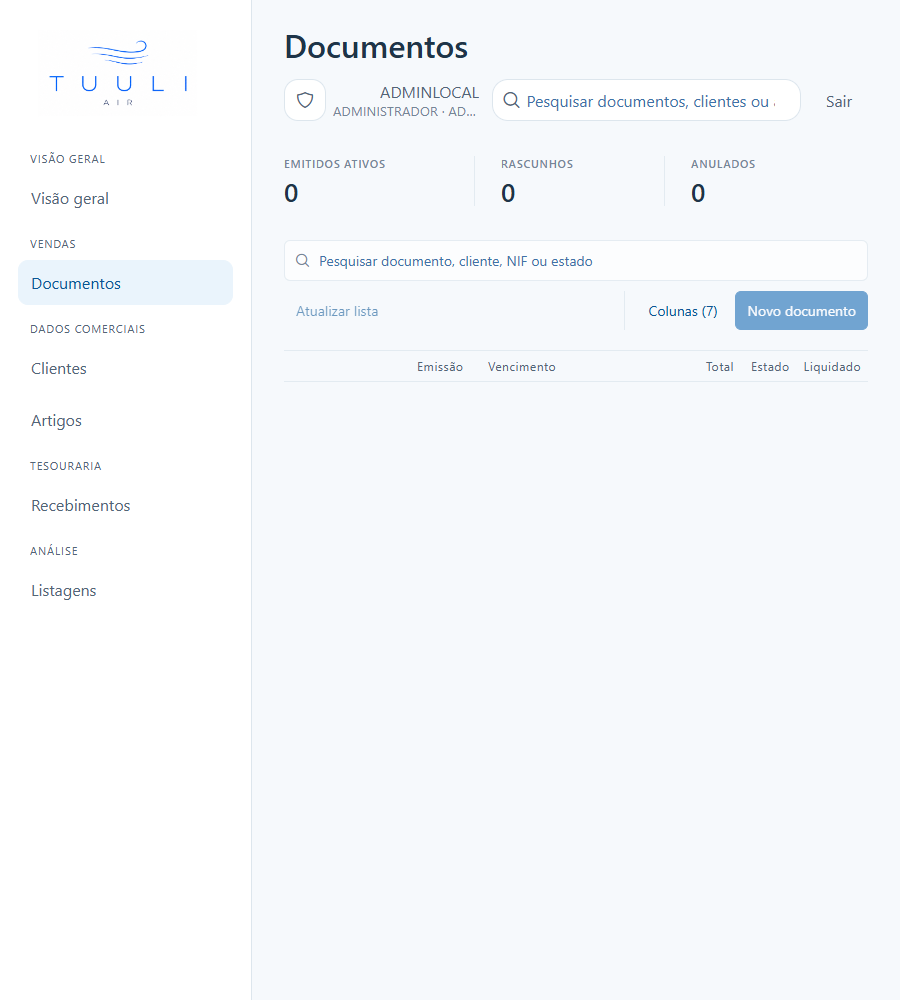 TUULI
AIR
VISÃO GERAL
Visão geral
VENDAS
Documentos
DADOS COMERCIAIS
Clientes
Artigos
TESOURARIA
Recebimentos
ANÁLISE
Listagens
Documentos
ADMINLOCAL
ADMINISTRADOR · AD...
Pesquisar documentos, clientes ou
Sair
EMITIDOS ATIVOS
0
RASCUNHOS
0
ANULADOS
0
Pesquisar documento, cliente, NIF ou estado
Atualizar lista
Colunas (7)
Novo documento
Emissão Vencimento Total Estado Liquidado